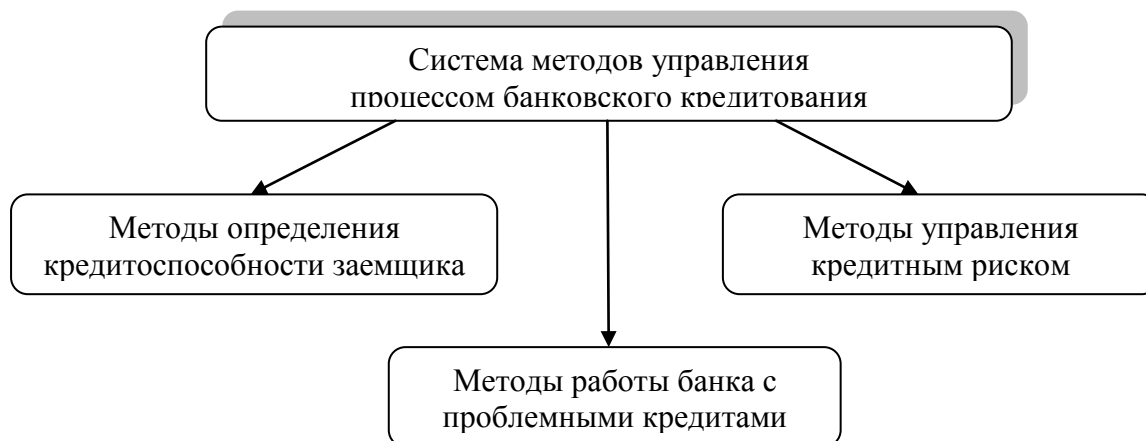 Система методов управления
процессом банковского кредитования
Методы определения
кредитоспособности заемщика
Методы управления
кредитным риском
Методы работы банка с
проблемными кредитами